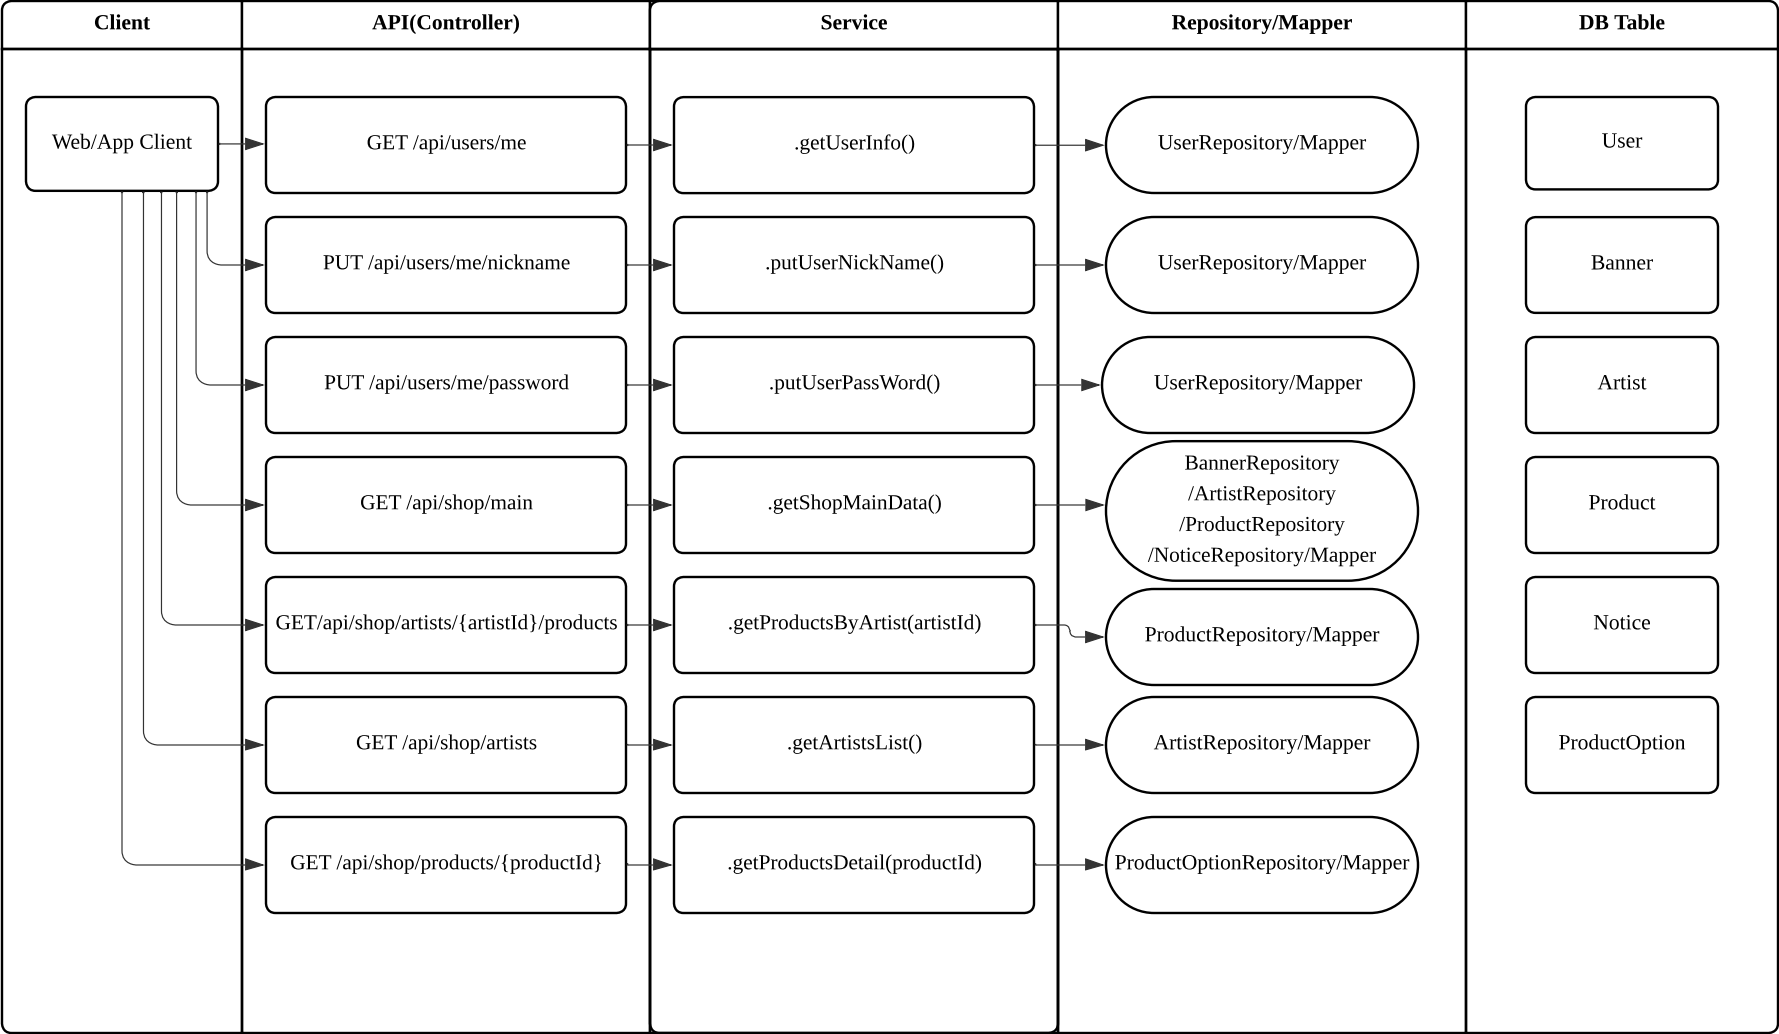 Client
API(Controller)
Service
Repository/Mapper
DB Table
Web/App Client
GET /api/users/me
.getUserInfo()
UserRepository/Mapper
User
PUT /api/users/me/nickname
.putUserNickName()
UserRepository/Mapper
Banner
PUT /api/users/me/password
.putUserPassWord()
UserRepository/Mapper
Artist
GET /api/shop/main
.getShopMainData()
BannerRepository
/ArtistRepository
/ProductRepository
/NoticeRepository/Mapper
Product
GET/api/shop/artists/{artistId}/products
.getProductsByArtist(artistId)
ProductRepository/Mapper
Notice
GET /api/shop/artists
.getArtistsList()
ArtistRepository/Mapper
ProductOption
GET /api/shop/products/{productId}
.getProductsDetail(productId)
ProductOptionRepository/Mapper